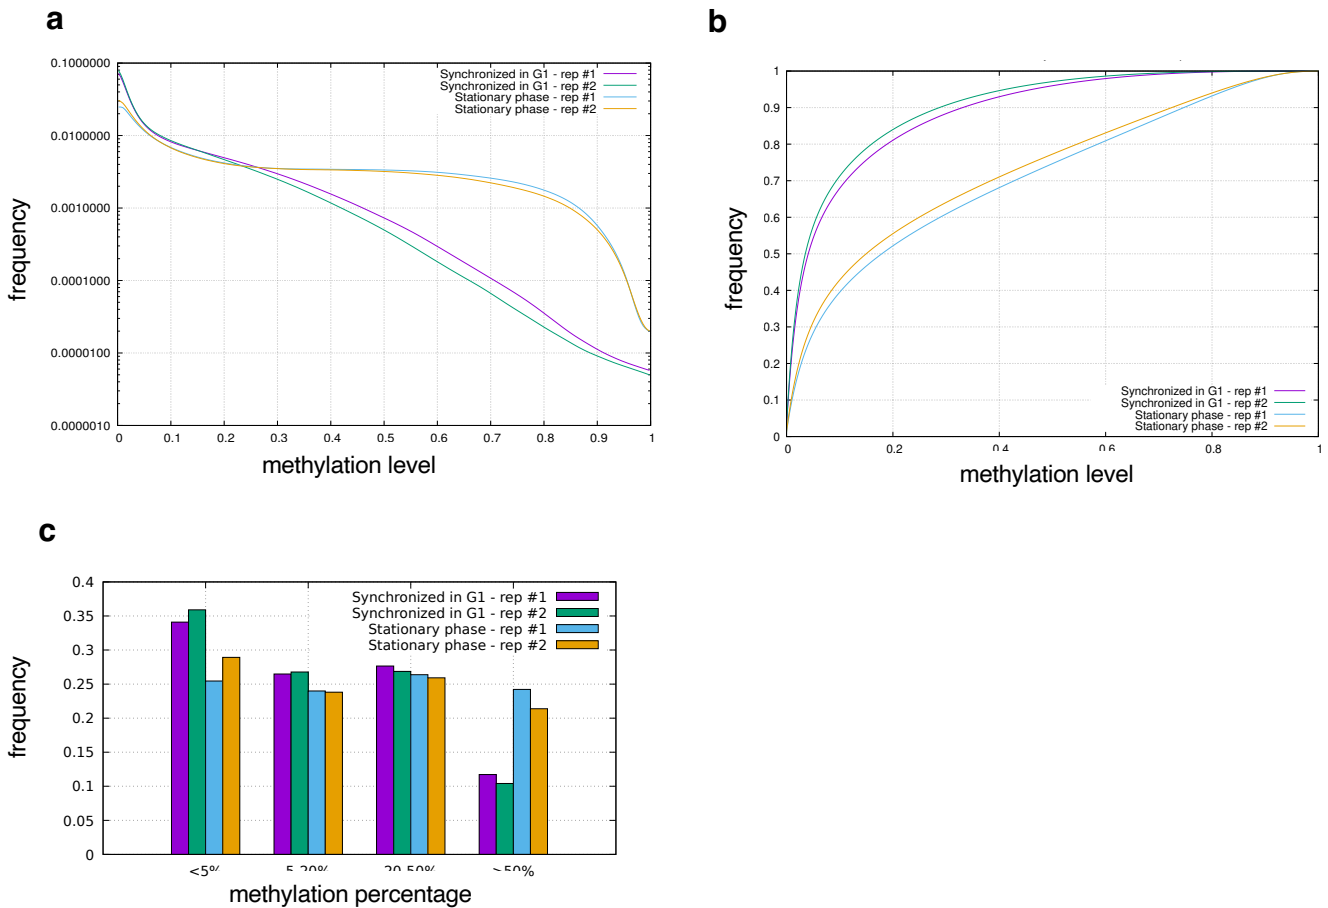 a
0.1000000
0.0100000
0.0010000
0.0001000
0.0000100
0.0000010
frequency
Synchronized in G1 - rep #1
Synchronized in G1 - rep #2
Stationary phase - rep #1
Stationary phase - rep #2
0 0.1 0.2 0.3 0.4 0.5 0.6 0.7 0.8 0.9 1
methylation level
b
1
0.9
0.8
0.7
0.6
0.5
0.4
0.3
0.2
0.1
0
frequency
Synchronized in G1 - rep #1
Synchronized in G1 - rep #2
Stationary phase - rep #1
Stationary phase - rep #2
0 0.2 0.4 0.6 0.8 1
methylation level
c
0.4
0.35
0.3
0.25
0.2
0.15
0.1
0.05
0
frequency
Synchronized in G1 - rep #1
Synchronized in G1 - rep #2
Stationary phase - rep #1
Stationary phase - rep #2
<5% 5-20% 20-50% >50%
methylation percentage